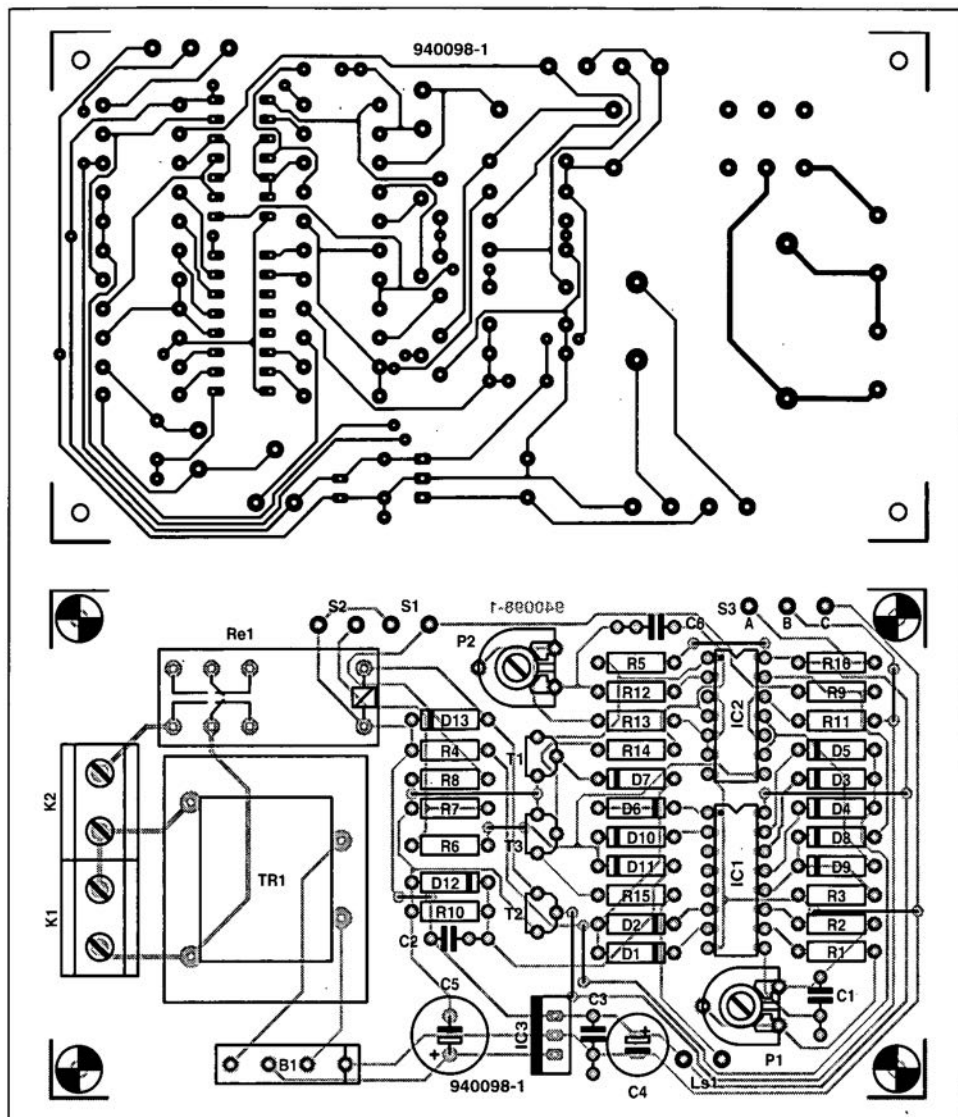 940098-1
S2 S1
940098-1
S3
A B C
Re1
P2
C6
R5
R16
R12
R9
D13
R13
IC2
R11
R4
T1
R14
D5
R8
D7
D3
K2
R7
D6
D4
R6
T3
D10
D8
TR1
D11
IC1
D9
D12
R15
R3
K1
R10
T2
D2
R2
C2
D1
R1
C5
C3
C1
IC3
+
+
B1
P1
940098-1
C4
Ls1